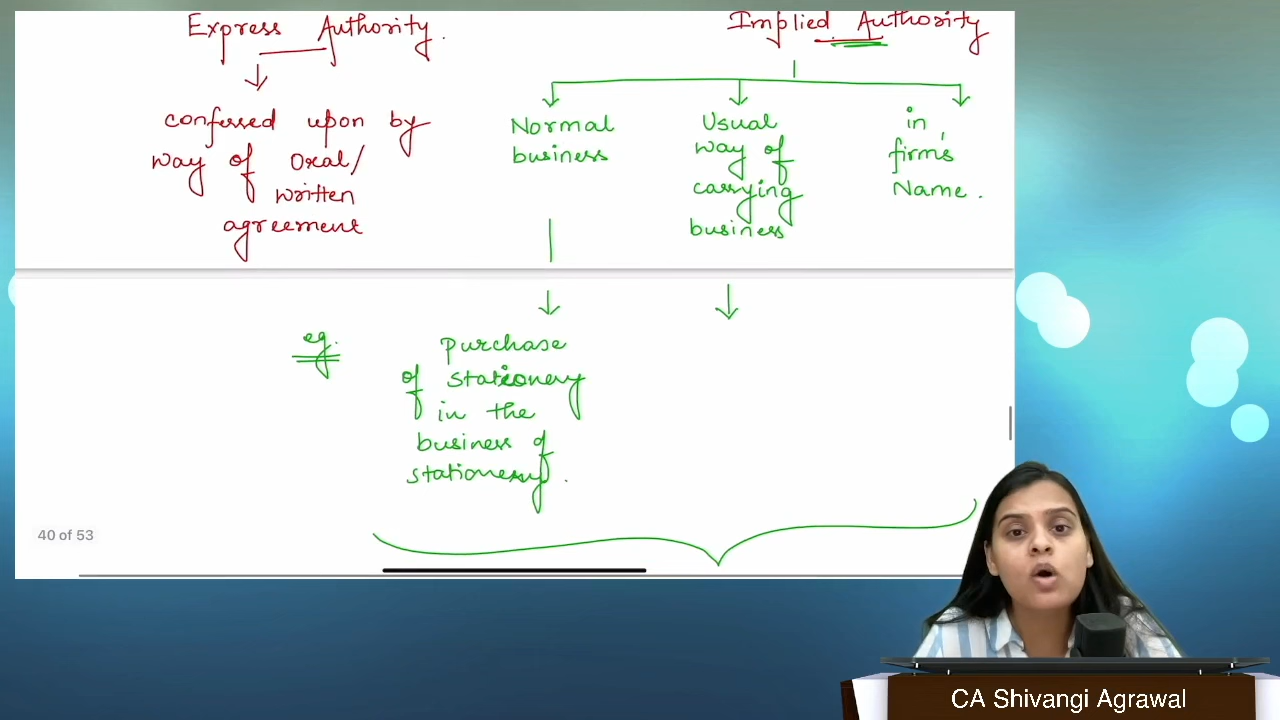 Express Authority.
Implied Authority
conferred upon by
way of oral/
written
agreement
Normal
business
Usual
way of
carrying
business
in
firm's
Name.
eg.
purchase
of stationery
in the
business of
stationery.
40 of 53
CA Shivangi Agrawal